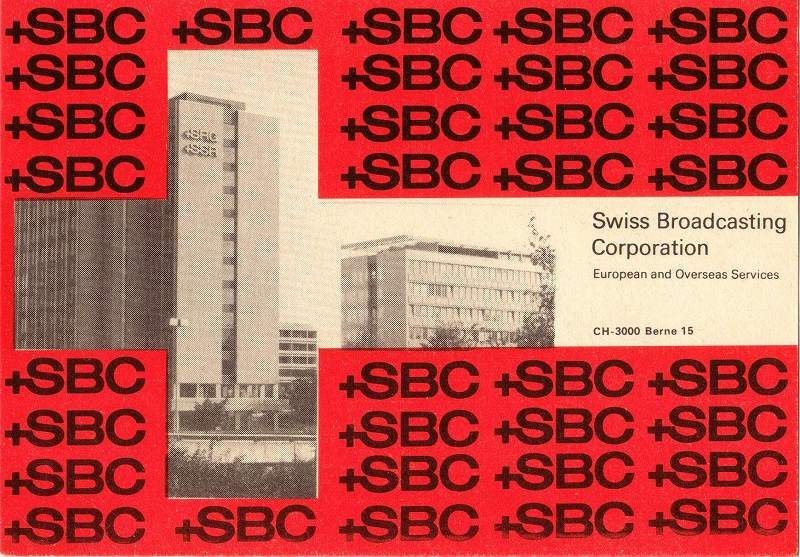 +SBC +SBC +SBC +SBC +SBC
+SBC +SBC +SBC +SBC
+SBC +SBC +SBC +SBC
+SRG
+SSR
+SBC +SBC +SBC +SBC
Swiss Broadcasting
Corporation
European and Overseas Services
CH-3000 Berne 15
+SBC +SBC +SBC +SBC
+SBC +SBC +SBC +SBC
+SBC +SBC +SBC +SBC
+SBC +SBC +SBC +SBC +SBC